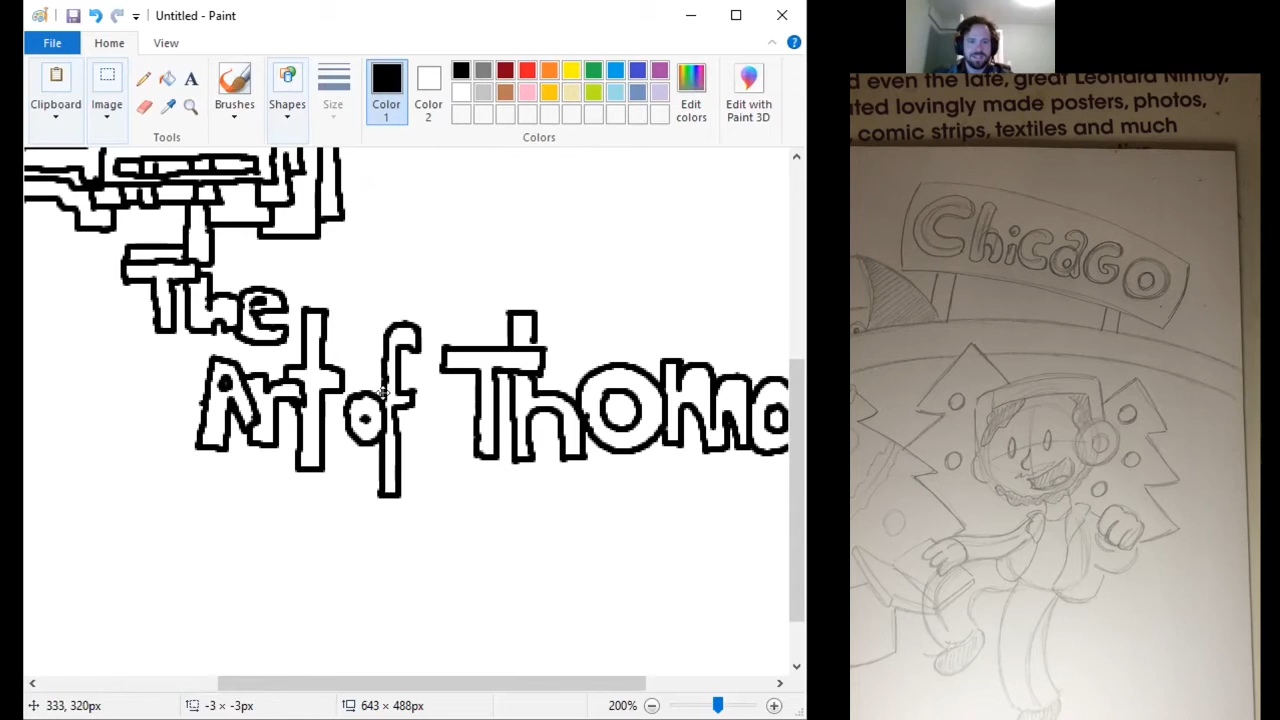 Untitled - Paint
File
Home
View
Clipboard
Image
Tools
Brushes
Shapes
Size
Color 1
Color 2
Edit colors
Edit with Paint 3D
Colors
The
Art of Thoma
333, 320px
-3 × -3px
643 × 488px
200%
d even the late, great Leonard Nimoy,
ted lovingly made posters, photos,
comic strips, textiles and much
Chicago